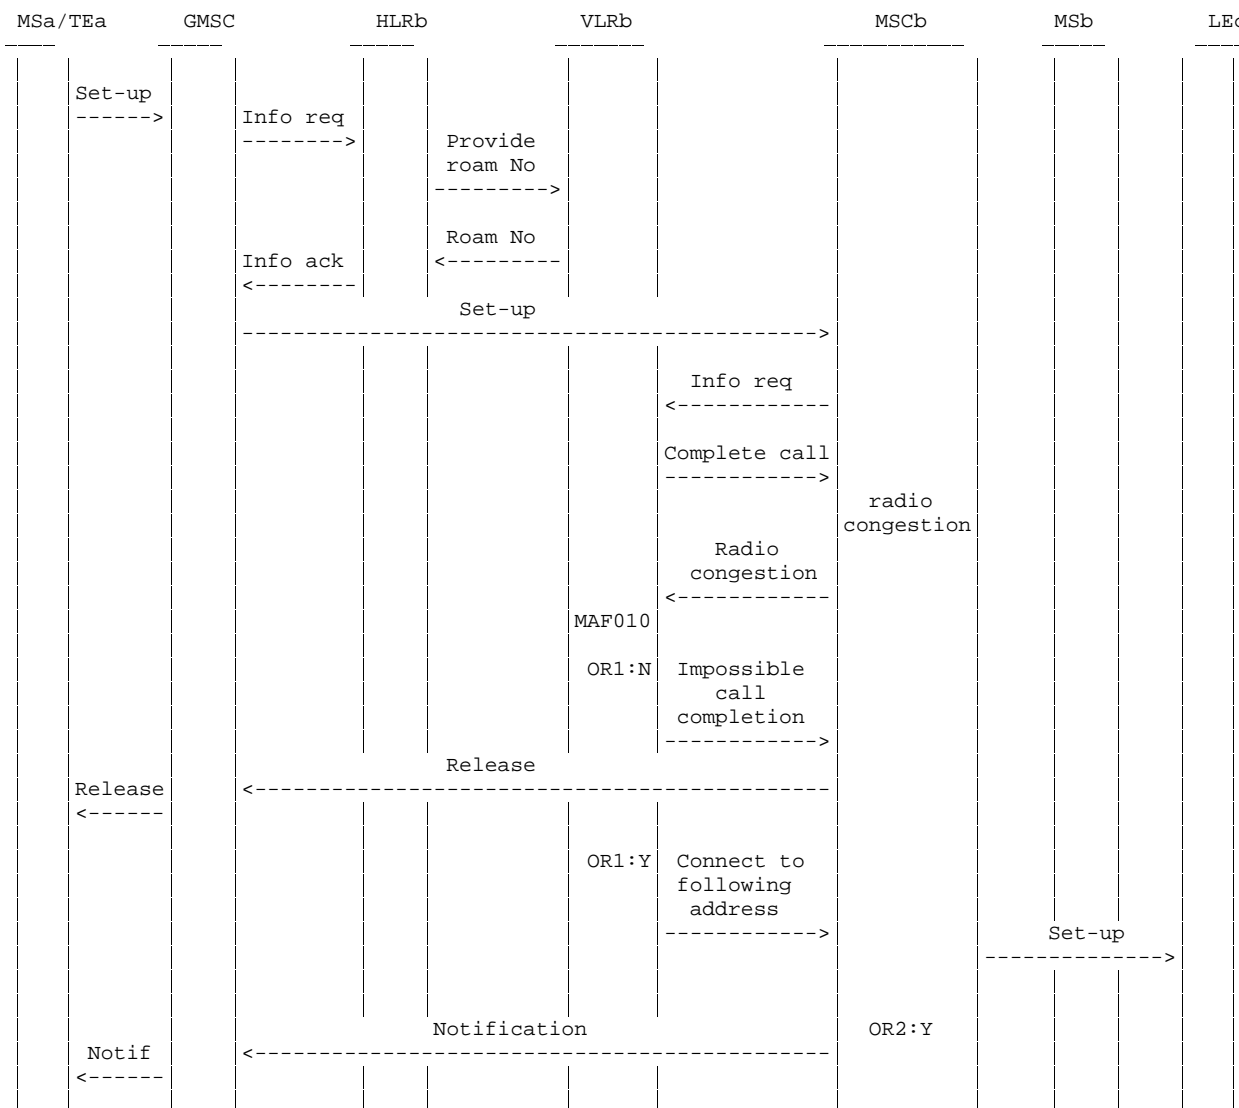 MSa/TEa GMSC HLRb VLRb MSCb MSb LEc
Set-up
------> Info req
--------> Provide
roam No
--------->
Roam No
Info ack <---------
<--------
Set-up
--------------------------------------------->
Info req
<------------
Complete call
------------>
radio
congestion
Radio
congestion
<------------
MAF010
OR1:N Impossible
call
completion
------------>
Release
Release <---------------------------------------------
<------
OR1:Y Connect to
following
address
------------> Set-up
-------------->
Notification OR2:Y
Notif <---------------------------------------------
<------